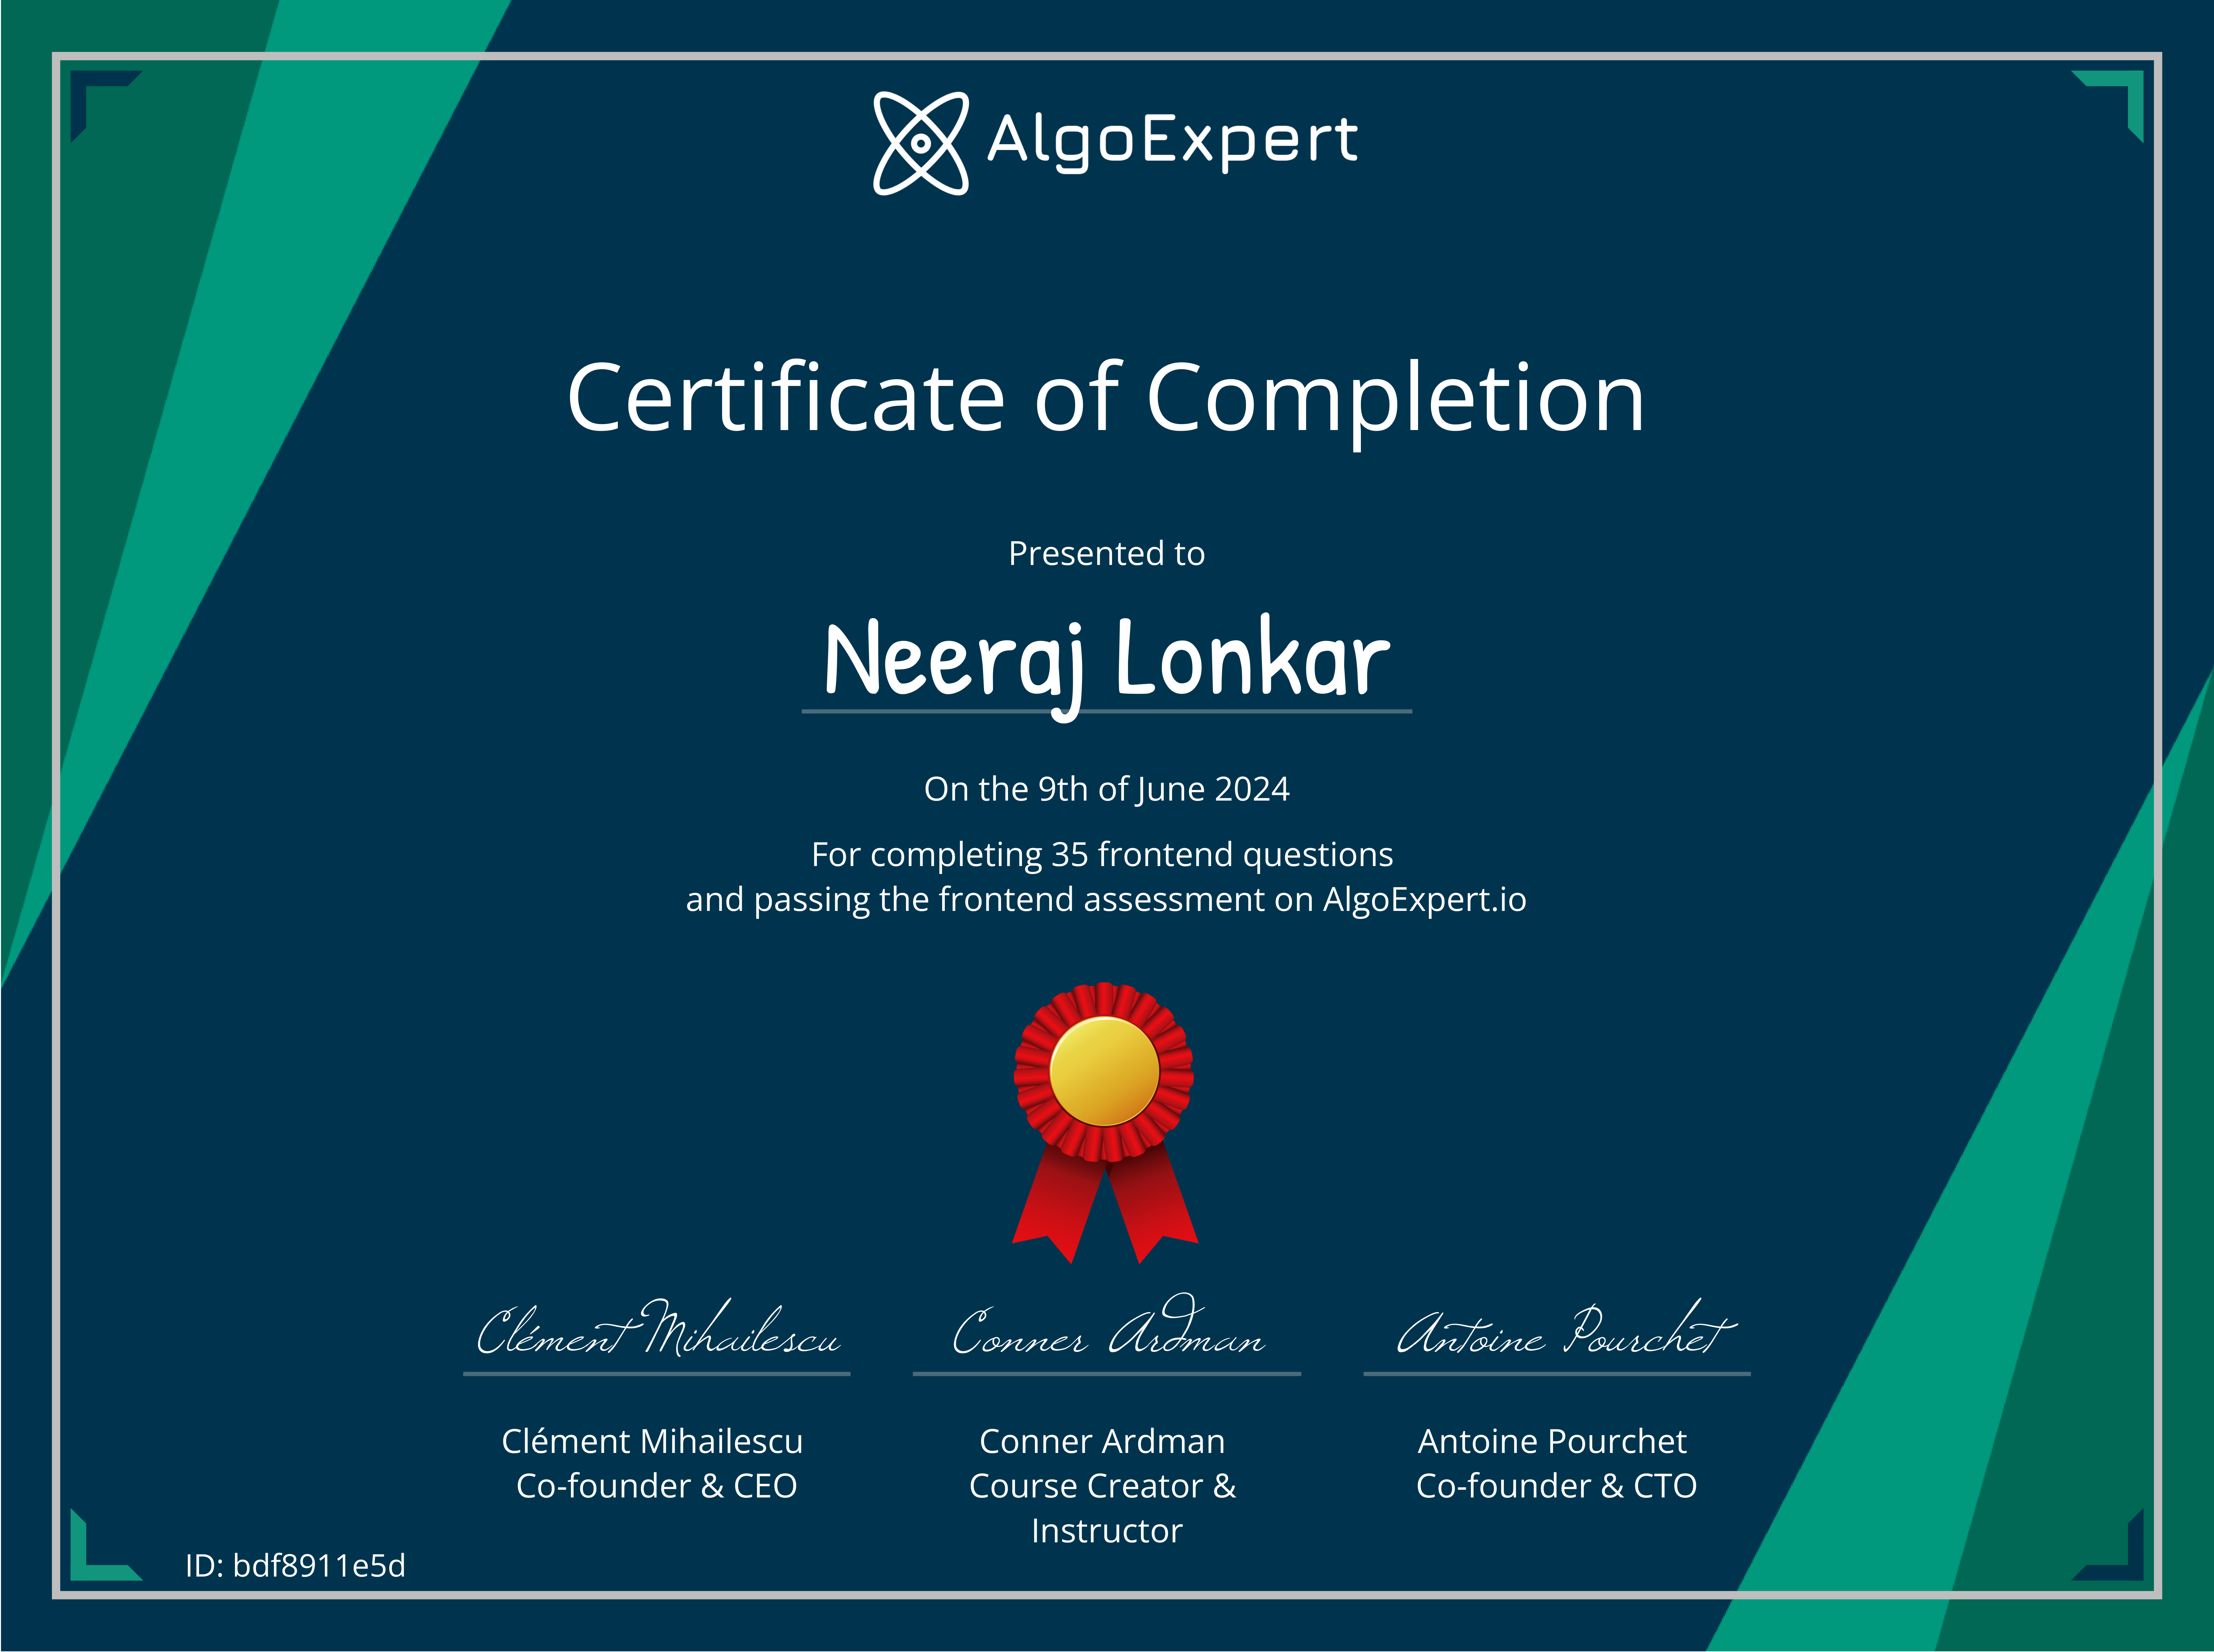 AlgoExpert
Certificate of Completion
Presented to
Neeraj Lonkar
On the 9th of June 2024
For completing 35 frontend questions
and passing the frontend assessment on AlgoExpert.io
Clément Mihailescu
Conner Ardman
Antoine Pourchet
Clément Mihailescu
Co-founder & CEO
Conner Ardman
Course Creator &
Instructor
Antoine Pourchet
Co-founder & CTO
ID: bdf8911e5d